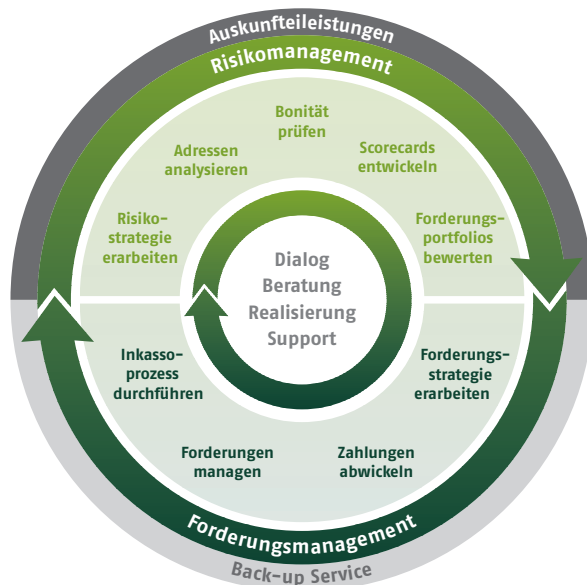 Auskunfteileistungen
Risikomanagement
Bonität
prüfen
Adressen
analysieren
Scorecards
entwickeln
Risiko-
strategie
erarbeiten
Forderungs-
portfolios
bewerten
Dialog
Beratung
Realisierung
Support
Inkasso-
prozess
durchführen
Forderungs-
strategie
erarbeiten
Forderungen
managen
Zahlungen
abwickeln
Forderungsmanagement
Back-up Service